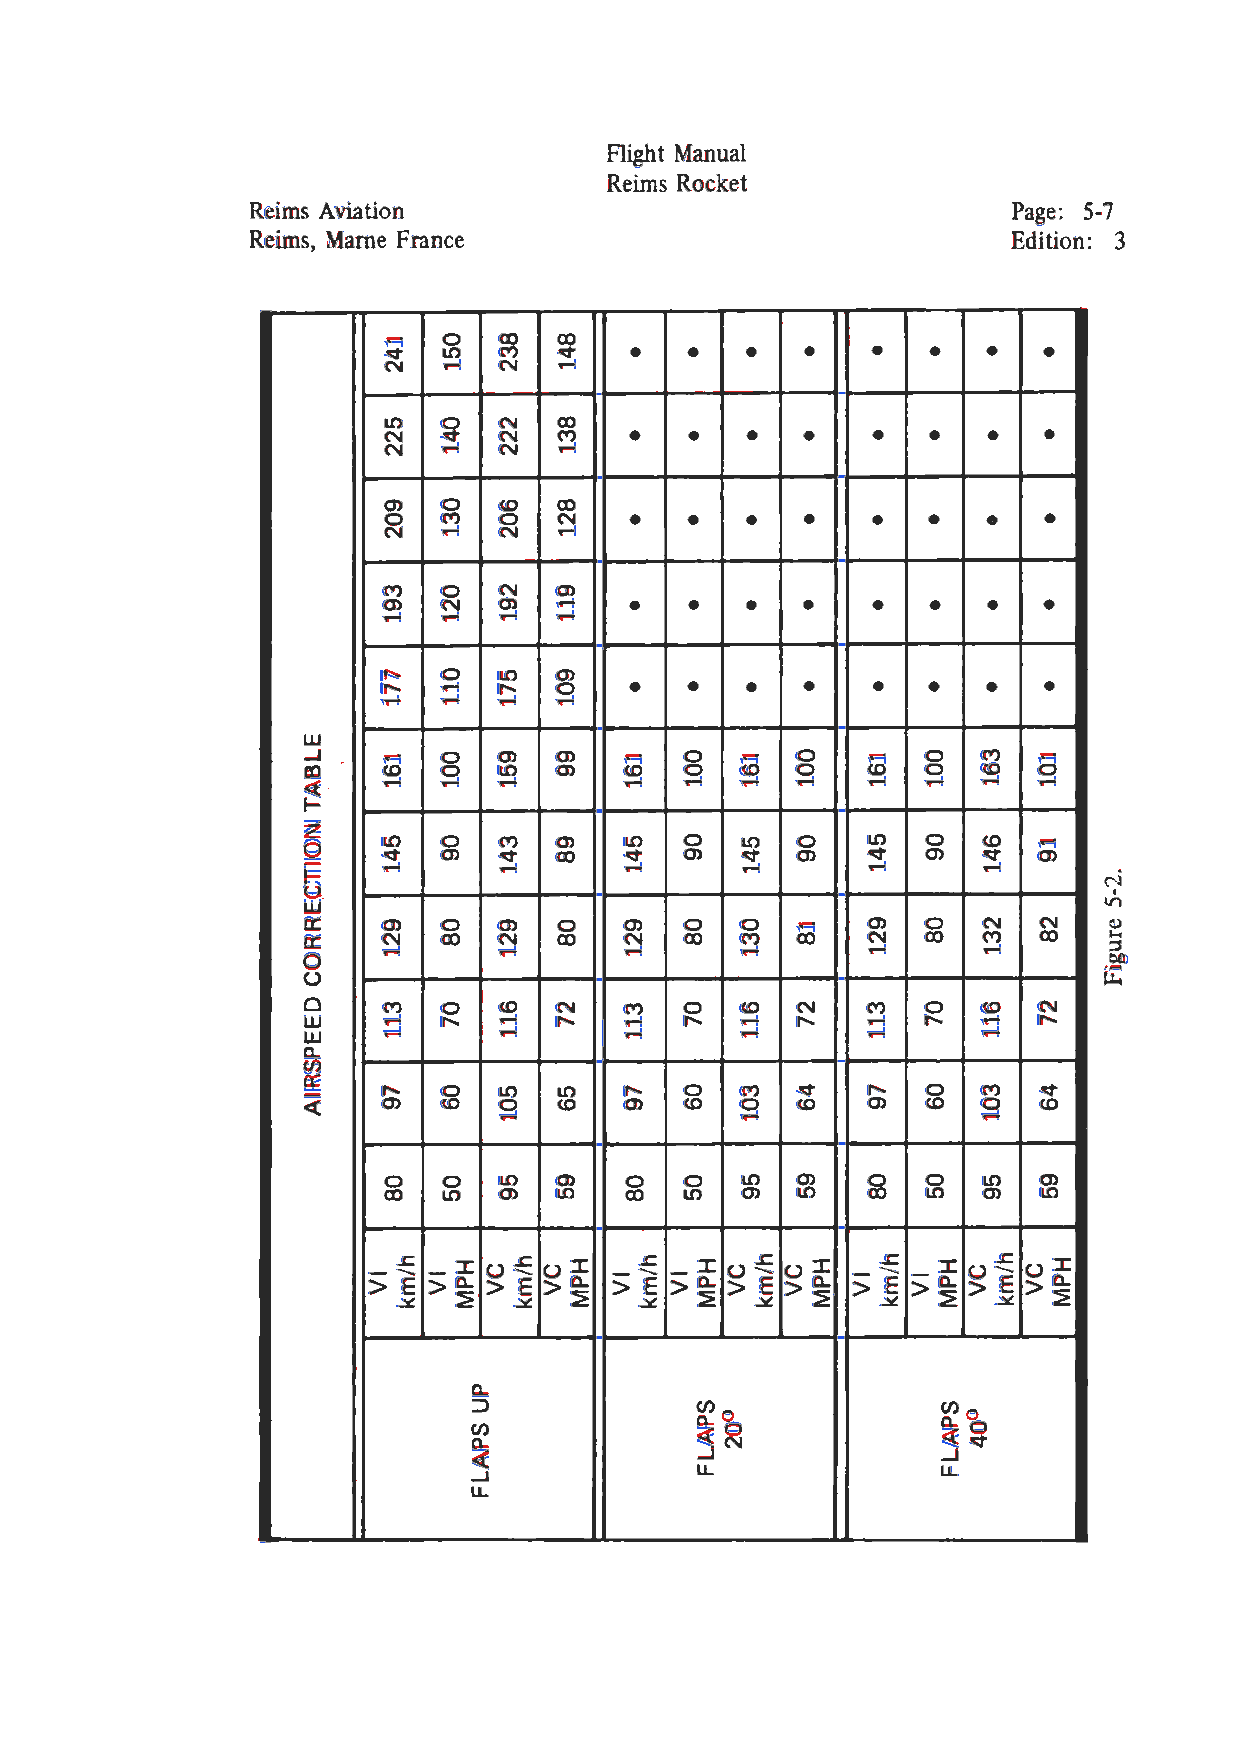 Flight Manual
Reims Rocket
Reims Aviation
Page: 5-7
Reims, Marne France
Edition: 3
AIRSPEED CORRECTION TABLE
FLAPS UP
VI km/h 80 97 113 129 145 161 177 193 209 225 241
VI MPH 50 60 70 80 90 100 110 120 130 140 150
VC km/h 95 105 116 129 143 159 175 192 206 222 238
VC MPH 59 65 72 80 89 99 109 119 128 138 148
FLAPS
20°
VI km/h 80 97 113 129 145 161 • • • • •
VI MPH 50 60 70 80 90 100 • • • • •
VC km/h 95 103 116 130 145 161 • • • • •
VC MPH 59 64 72 81 90 100 • • • • •
FLAPS
40°
VI km/h 80 97 113 129 145 161 • • • • •
VI MPH 50 60 70 80 90 100 • • • • •
VC km/h 95 103 116 132 146 163 • • • • •
VC MPH 59 64 72 82 91 101 • • • • •
Figure 5-2.